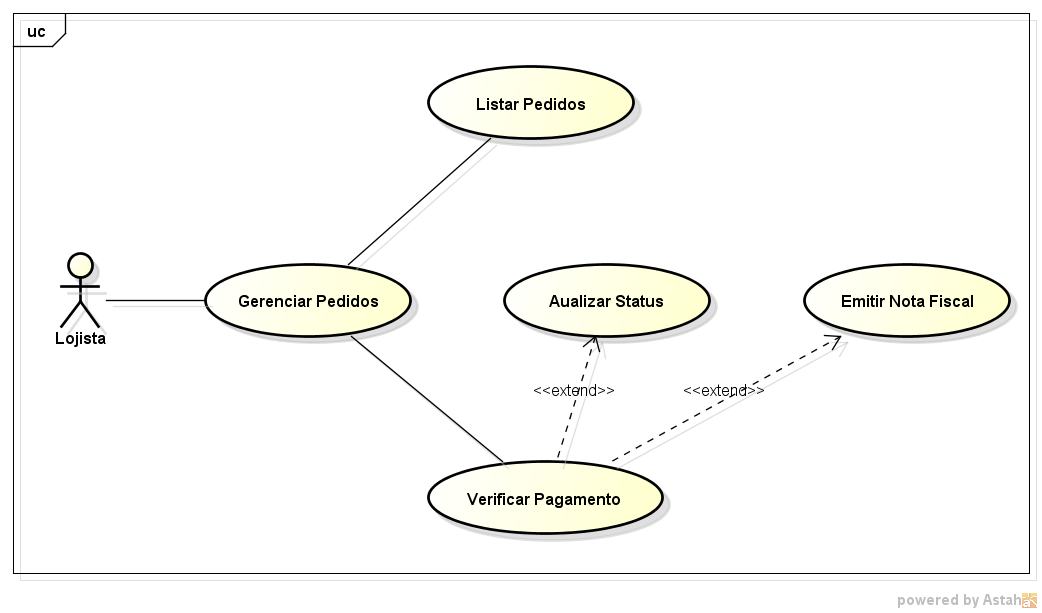 uc
Listar Pedidos
Gerenciar Pedidos
Aualizar Status
Emitir Nota Fiscal
Lojista
<<extend>>
<<extend>>
Verificar Pagamento
powered by Astah